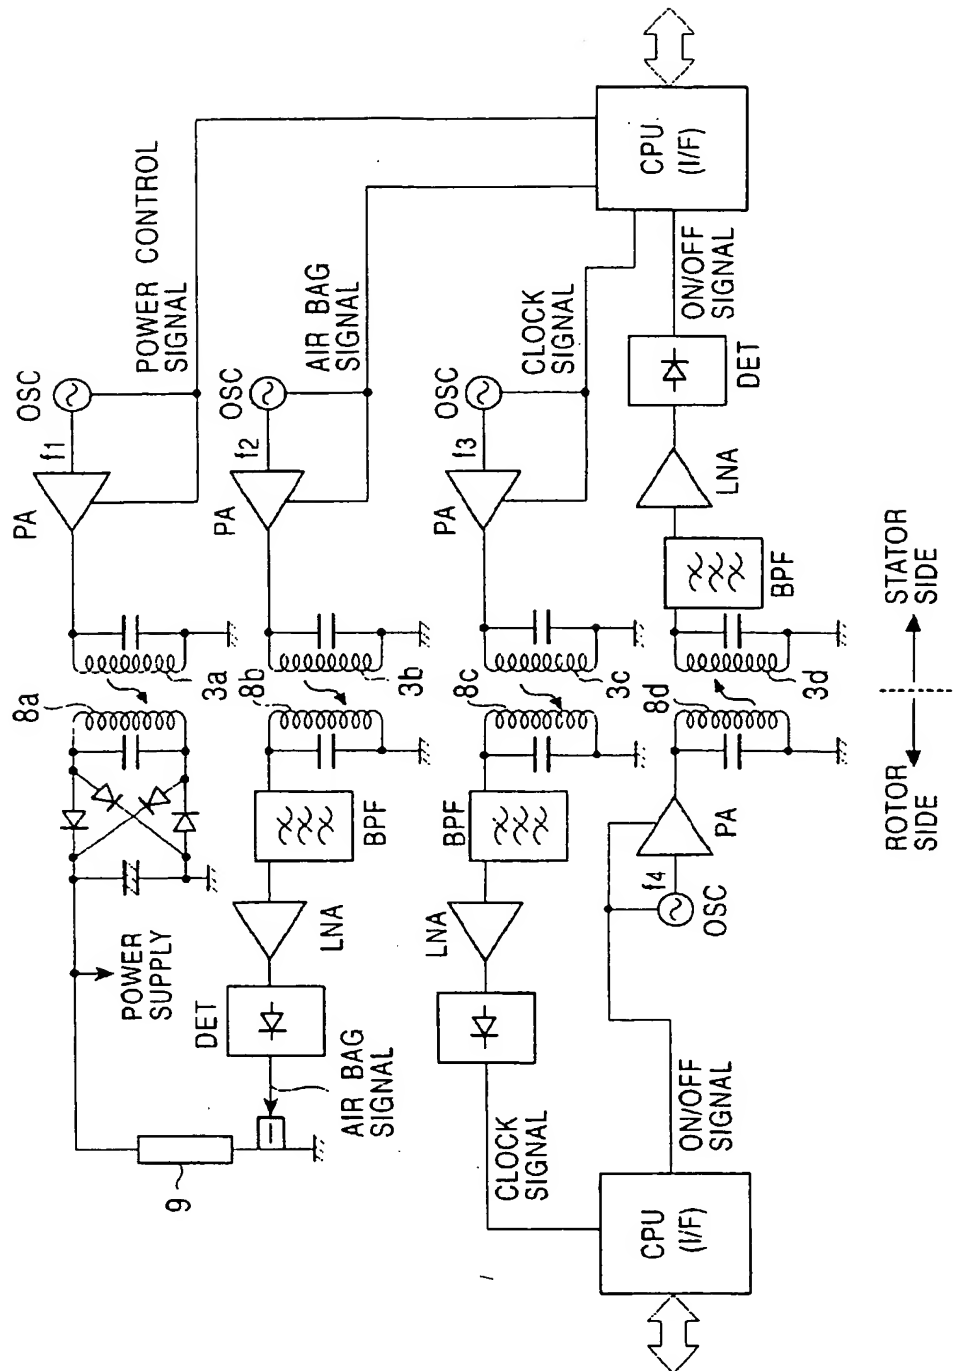 OSC
POWER CONTROL
SIGNAL
f1
PA
8a
3a
POWER
SUPPLY
9
OSC
AIR BAG
SIGNAL
f2
PA
8b
3b
BPF
LNA
DET
AIR BAG
SIGNAL
OSC
CLOCK
SIGNAL
f3
PA
8c
3c
BPF
LNA
CLOCK
SIGNAL
CPU
(I/F)
ON/OFF
SIGNAL
DET
LNA
BPF
8d
3d
PA
f4
OSC
ON/OFF
SIGNAL
CPU
(I/F)
ROTOR
SIDE
STATOR
SIDE